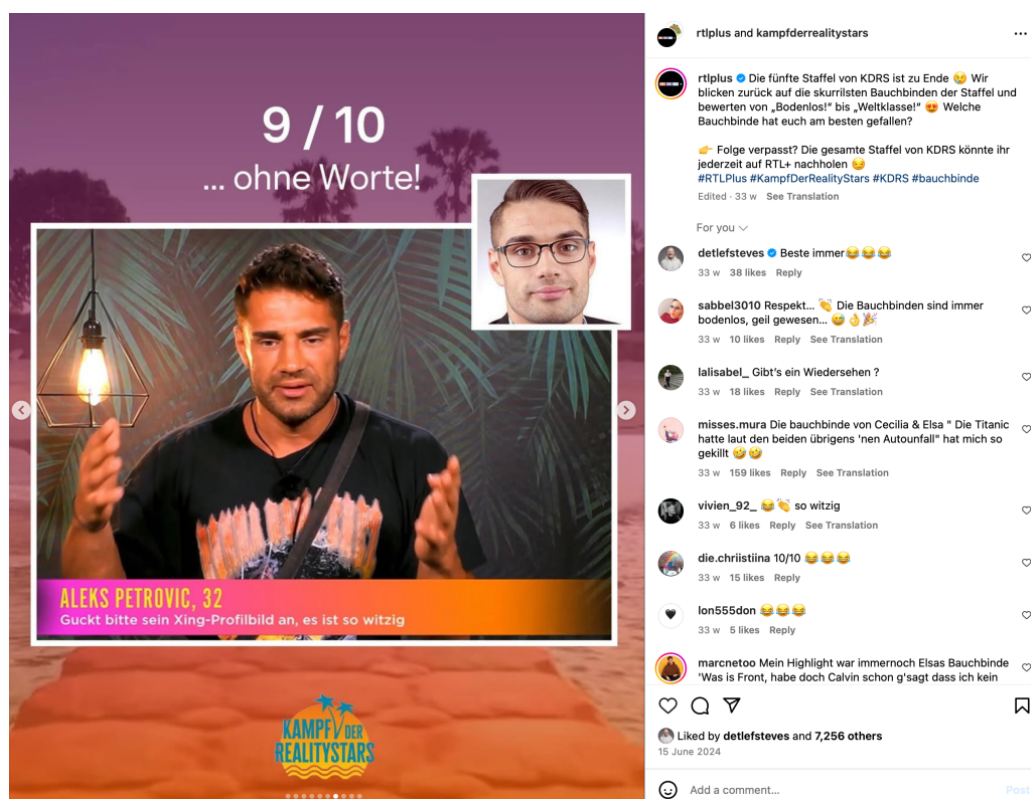 9 / 10
... ohne Worte!
ALEKS PETROVIC, 32
Guckt bitte sein Xing-Profilbild an, es ist so witzig
KAMPF DER
REALITYSTARS
rtlplus and kampfderrealitystars
rtlplus Die fünfte Staffel von KDRS ist zu Ende 😢 Wir
blicken zurück auf die skurrilsten Bauchbinden der Staffel und
bewerten von „Bodenlos!“ bis „Weltklasse!“ 😍 Welche
Bauchbinde hat euch am besten gefallen?
👉 Folge verpasst? Die gesamte Staffel von KDRS könnte ihr
jederzeit auf RTL+ nachholen 😏
#RTLPlus #KampfDerRealityStars #KDRS #bauchbinde
Edited · 33 w See Translation
For you
detlefsteves Beste immer😂😂😂
33 w 38 likes Reply
sabbel3010 Respekt... 👏 Die Bauchbinden sind immer
bodenlos, geil gewesen... 😅👌🎉
33 w 10 likes Reply See Translation
lalisabel_ Gibt's ein Wiedersehen ?
33 w 18 likes Reply See Translation
misses.mura Die bauchbinde von Cecilia & Elsa " Die Titanic
hatte laut den beiden übrigens 'nen Autounfall" hat mich so
gekillt 🤣🤣
33 w 159 likes Reply See Translation
vivien_92_ 😂👏 so witzig
33 w 6 likes Reply See Translation
die.chriistiina 10/10 😂😂😂
33 w 15 likes Reply
lon555don 😂😂😂
33 w 5 likes Reply
marcnetoo Mein Highlight war immernoch Elsas Bauchbinde
'Was is Front, habe doch Calvin schon g'sagt dass ich kein
Liked by detlefsteves and 7,256 others
15 June 2024
Add a comment...
Post